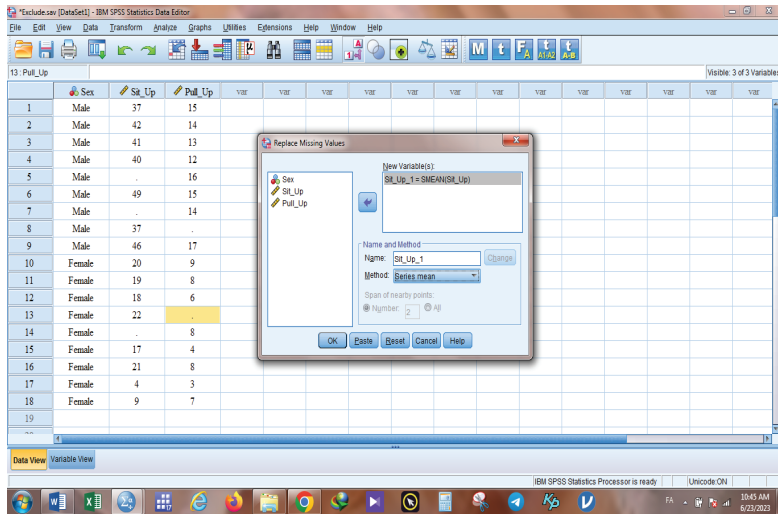 *Exclude.sav [DataSet1] - IBM SPSS Statistics Data Editor
File Edit View Data Transform Analyze Graphs Utilities Extensions Help Window Help
13 : Pull_Up Visible: 3 of 3 Variables
Sex Sit_Up Pull_Up var var var var var var var var var var var
1 Male 37 15
2 Male 42 14
3 Male 41 13
4 Male 40 12
5 Male . 16
6 Male 49 15
7 Male . 14
8 Male 37 .
9 Male 46 17
10 Female 20 9
11 Female 19 8
12 Female 18 6
13 Female 22 .
14 Female . 8
15 Female 17 4
16 Female 21 8
17 Female 4 3
18 Female 9 7
19
Replace Missing Values
New Variable(s):
Sex
Sit_Up
Pull_Up
Sit_Up_1 = SMEAN(Sit_Up)
Name and Method
Name: Sit_Up_1 Change
Method: Series mean
Span of nearby points:
Number: 2 All
OK Paste Reset Cancel Help
Data View Variable View
IBM SPSS Statistics Processor is ready Unicode:ON
FA 10:45 AM
6/23/2023